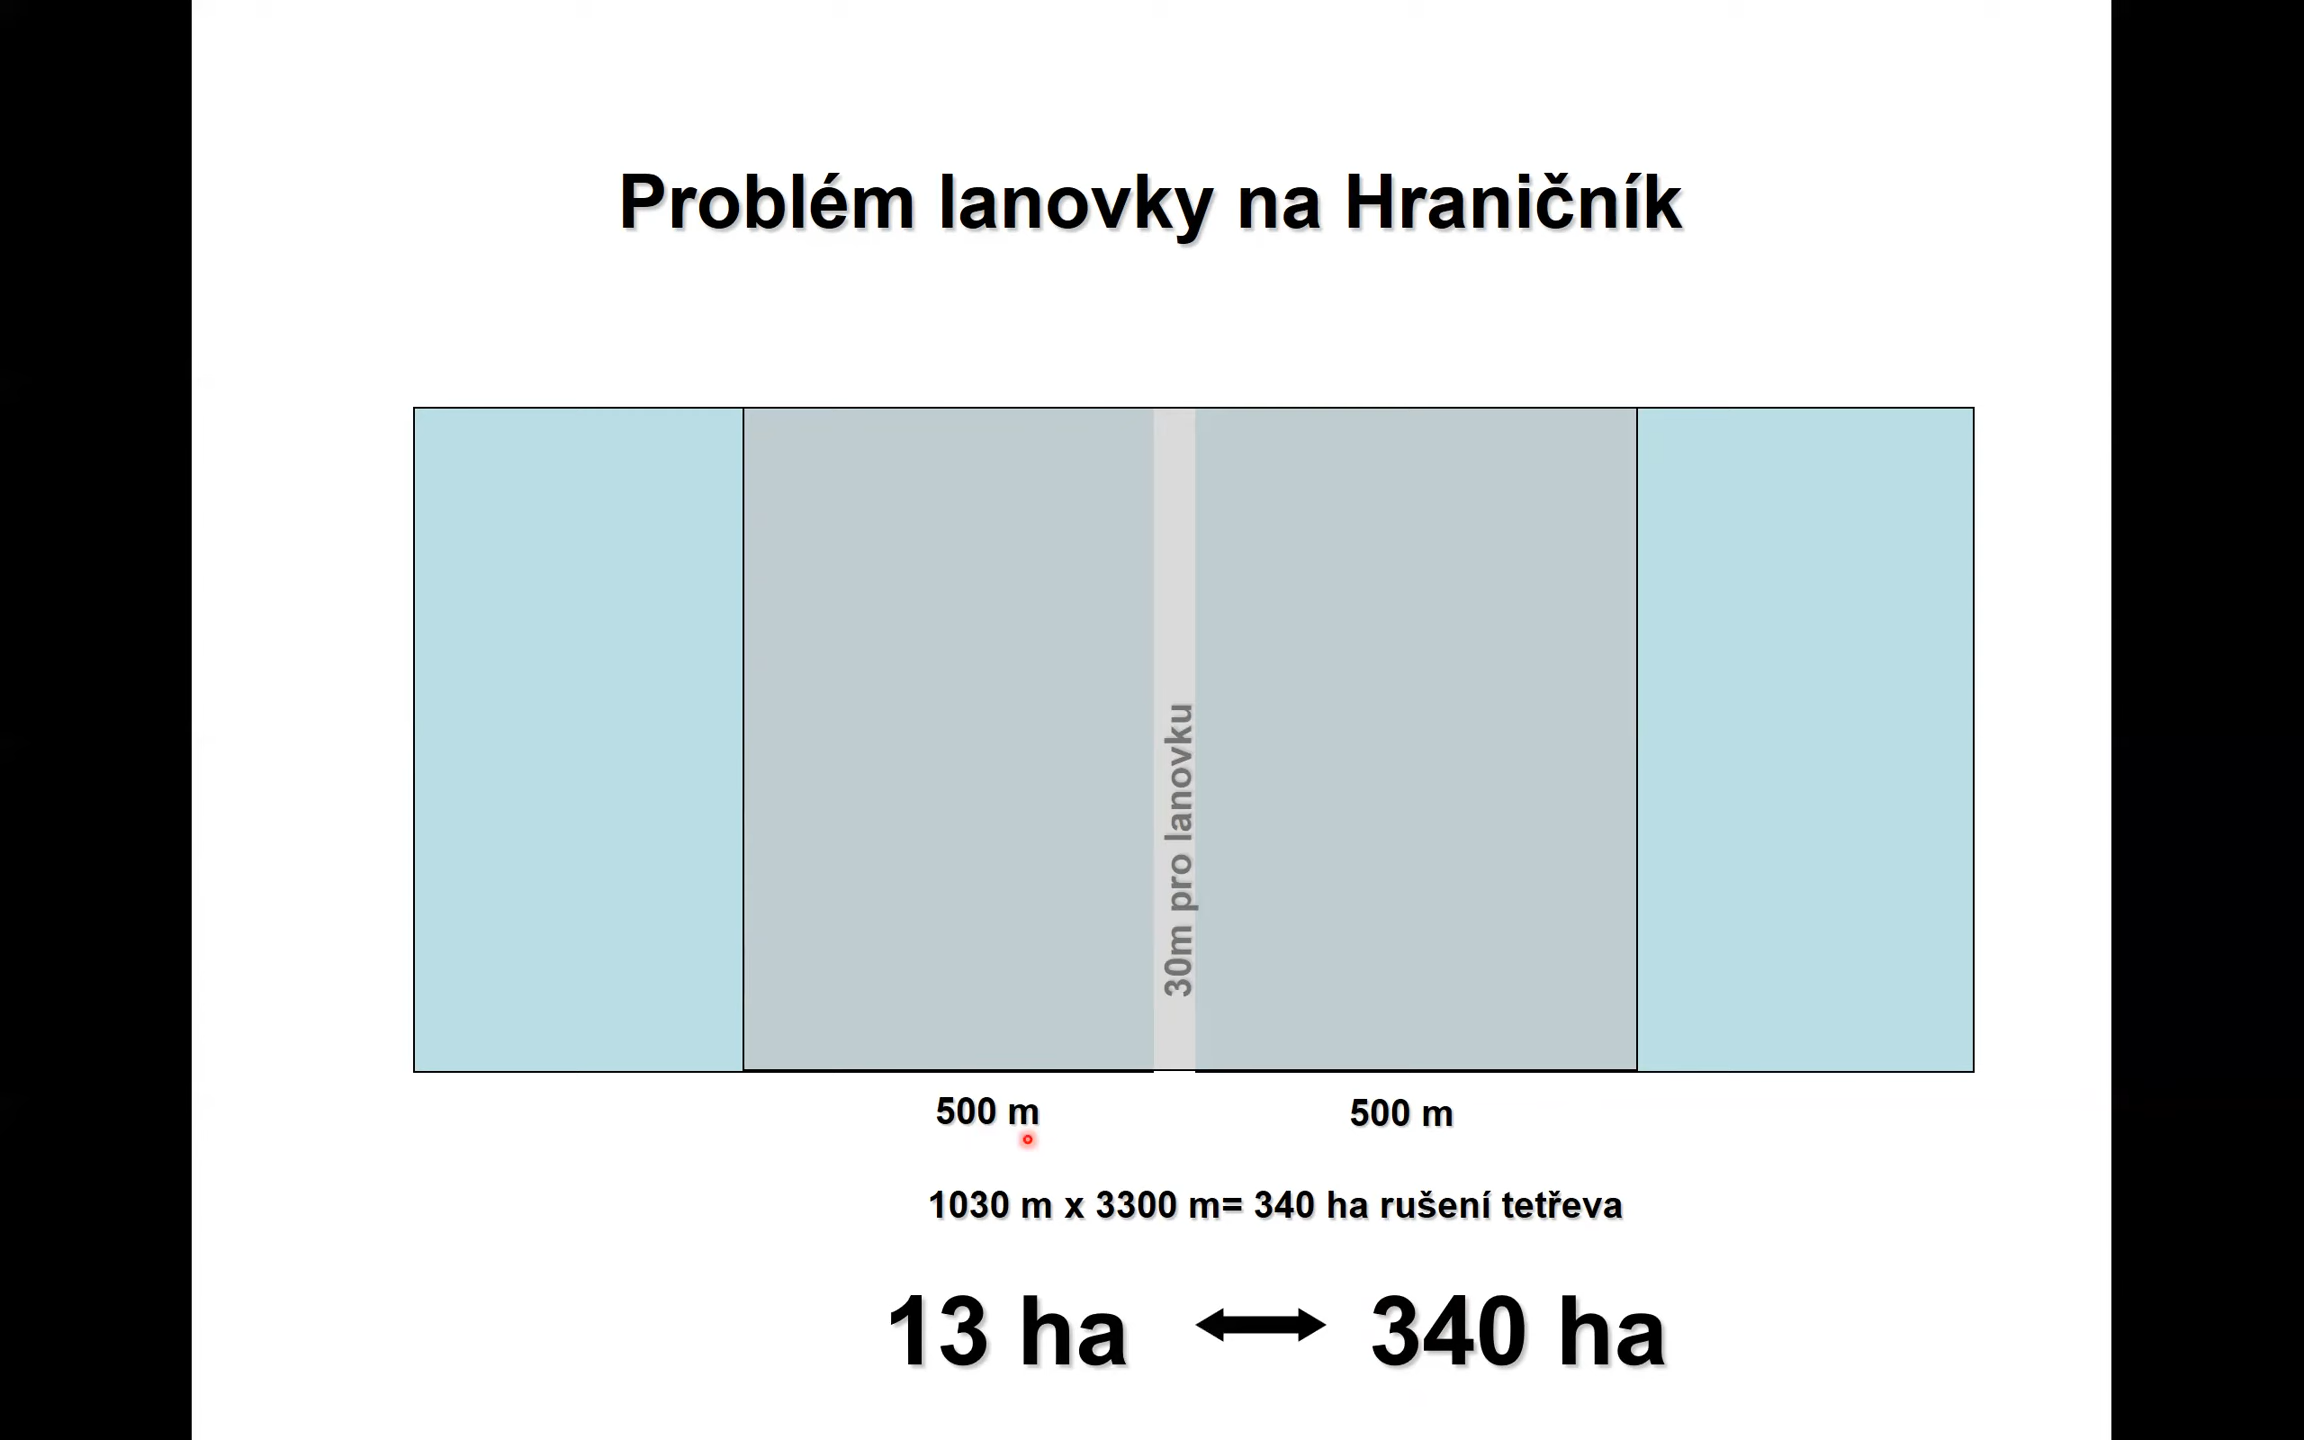 Problém lanovky na Hraničník
30m pro lanovku
500 m
500 m
1030 m x 3300 m= 340 ha rušení tetřeva
13 ha ↔ 340 ha